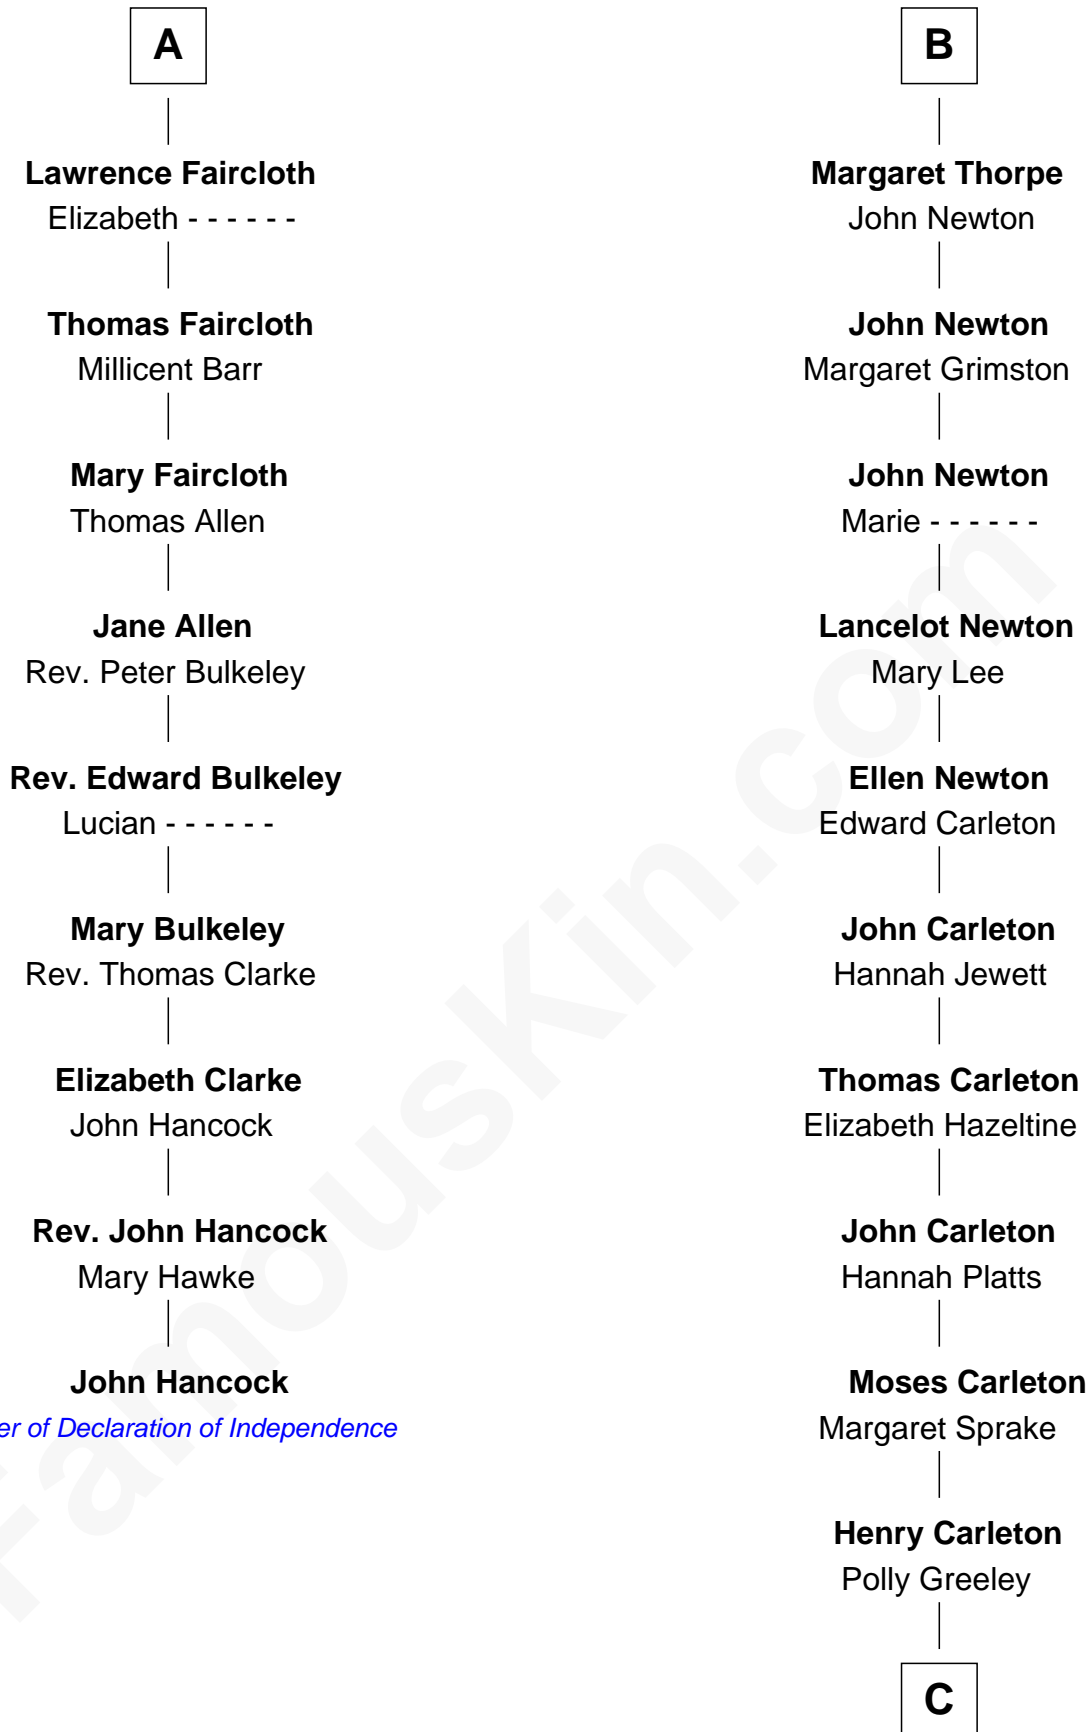 A
Lawrence Faircloth
Elizabeth - - - - - -
Thomas Faircloth
Millicent Barr
Mary Faircloth
Thomas Allen
Jane Allen
Rev. Peter Bulkeley
Rev. Edward Bulkeley
Lucian - - - - - -
Mary Bulkeley
Rev. Thomas Clarke
Elizabeth Clarke
John Hancock
Rev. John Hancock
Mary Hawke
John Hancock
of Declaration of Independence
B
Margaret Thorpe
John Newton
John Newton
Margaret Grimston
John Newton
Marie - - - - - -
Lancelot Newton
Mary Lee
Ellen Newton
Edward Carleton
John Carleton
Hannah Jewett
Thomas Carleton
Elizabeth Hazeltine
John Carleton
Hannah Platts
Moses Carleton
Margaret Sprake
Henry Carleton
Polly Greeley
C
FamousKin.com